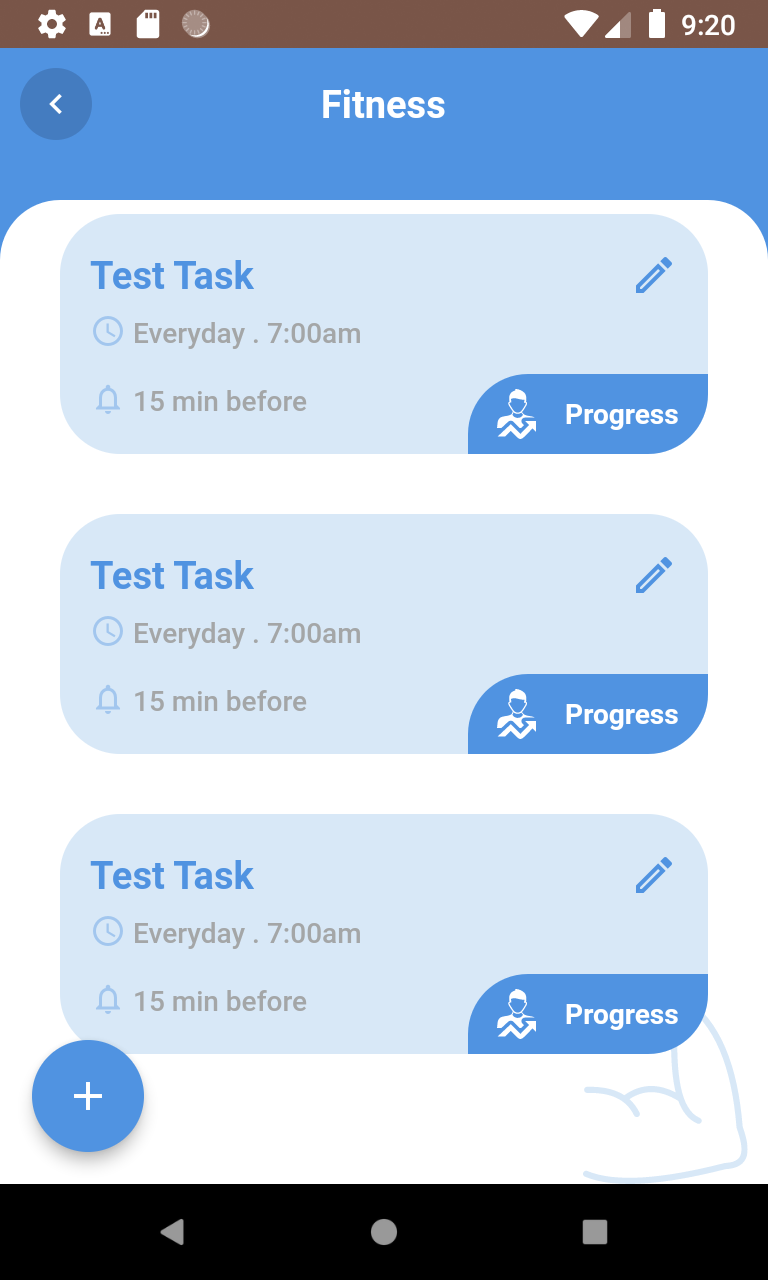 9:20
Fitness
Test Task
Everyday . 7:00am
15 min before
Progress
Test Task
Everyday . 7:00am
15 min before
Progress
Test Task
Everyday . 7:00am
15 min before
Progress